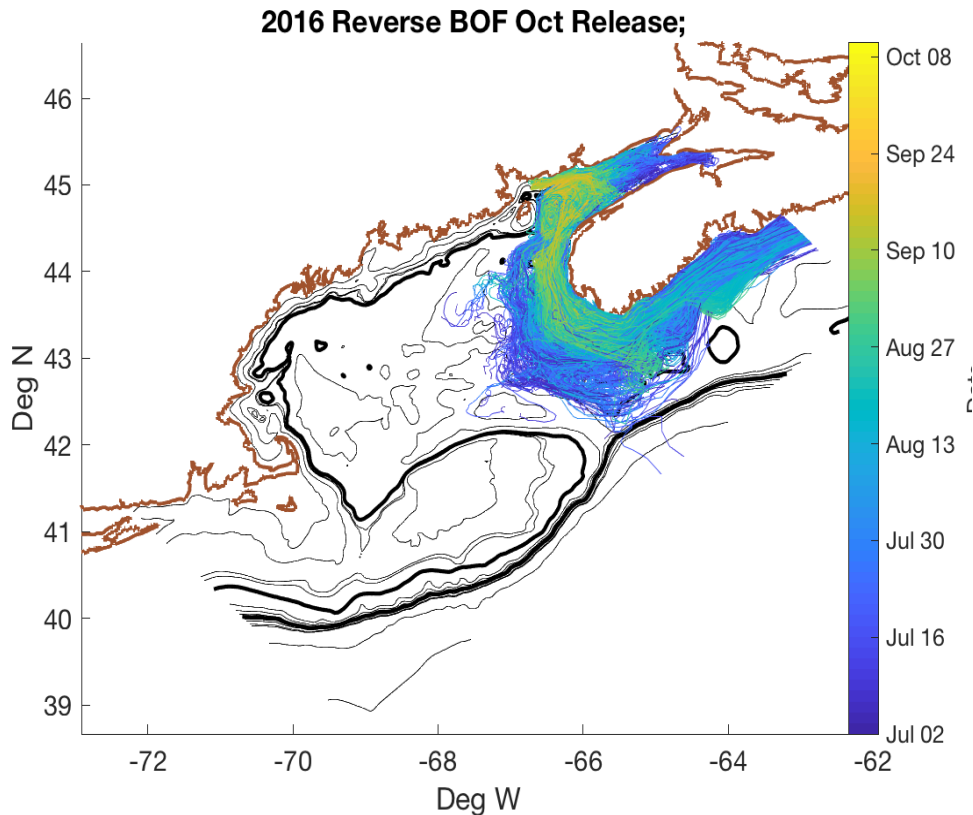 2016 Reverse BOF Oct Release;
46
45
44
43
42
41
40
39
Deg N
-72
-70
-68
-66
-64
-62
Deg W
Oct 08
Sep 24
Sep 10
Aug 27
Aug 13
Jul 30
Jul 16
Jul 02